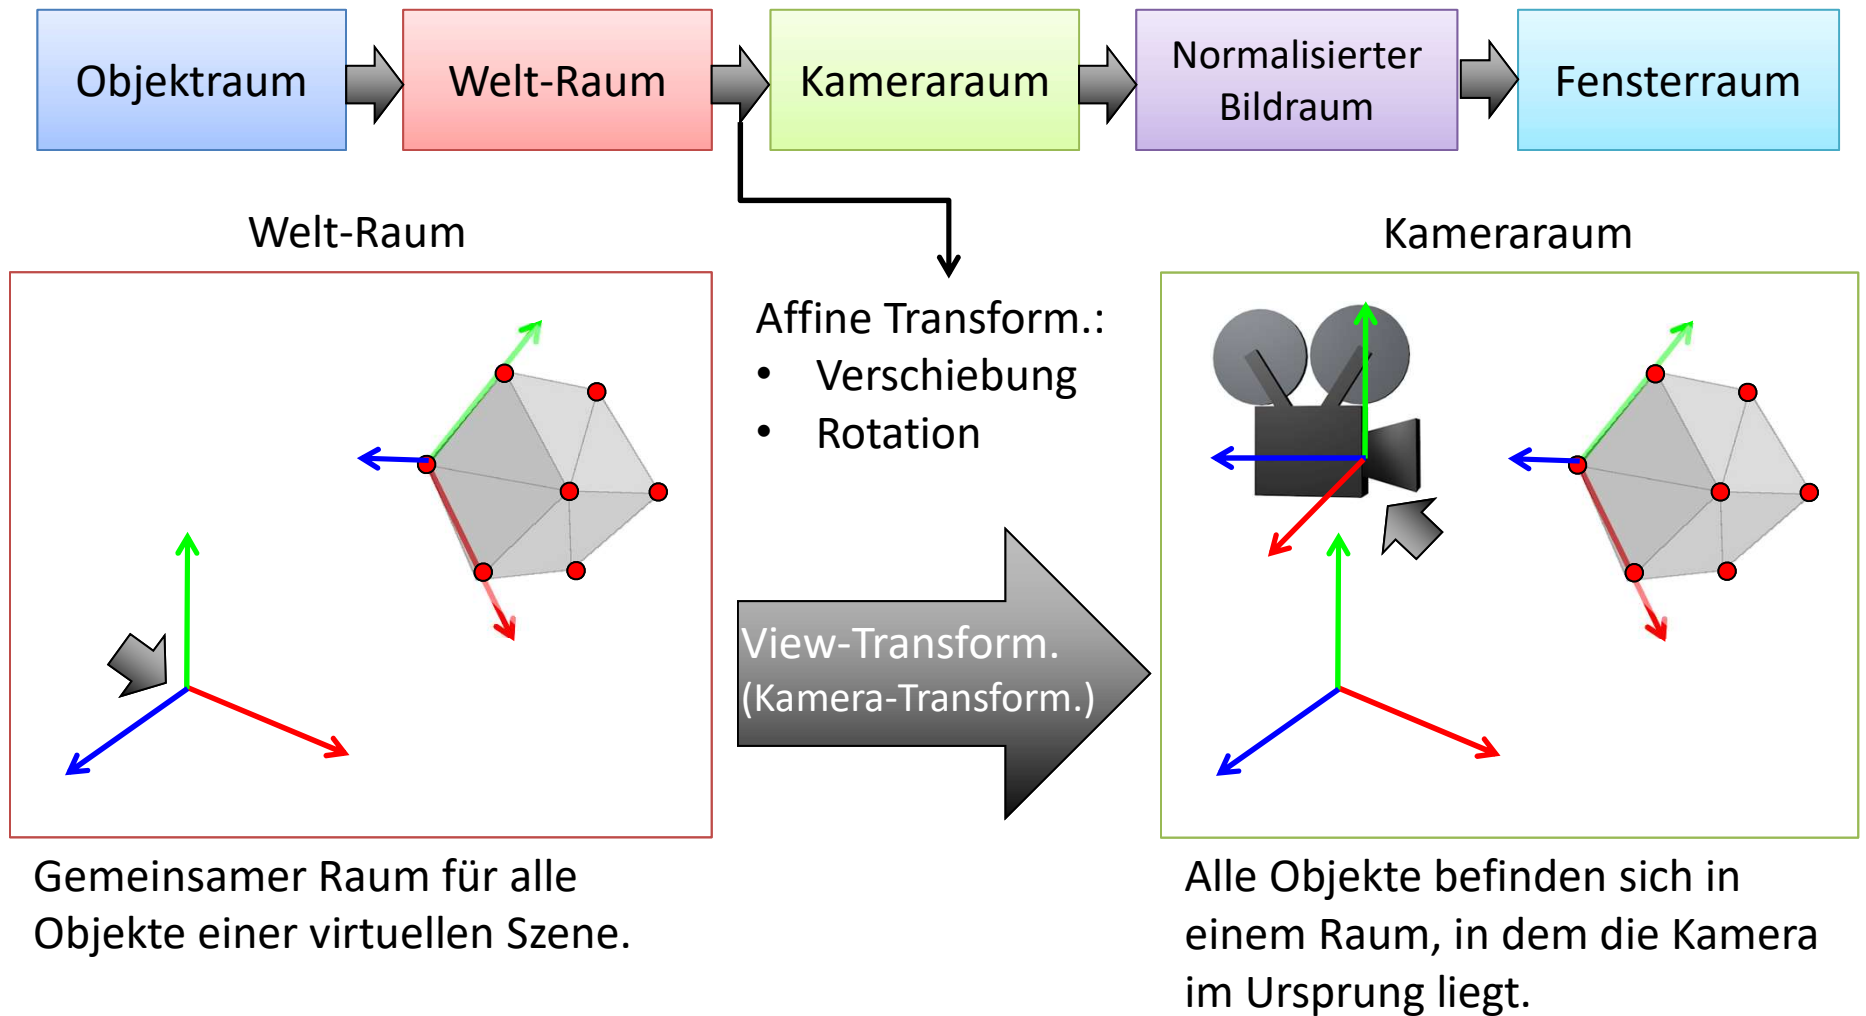 Objektraum
Welt-Raum
Kameraraum
Normalisierter
Bildraum
Fensterraum
Welt-Raum
Kameraraum
Affine Transform.:
• Verschiebung
• Rotation
View-Transform.
(Kamera-Transform.)
Gemeinsamer Raum für alle
Objekte einer virtuellen Szene.
Alle Objekte befinden sich in
einem Raum, in dem die Kamera
im Ursprung liegt.